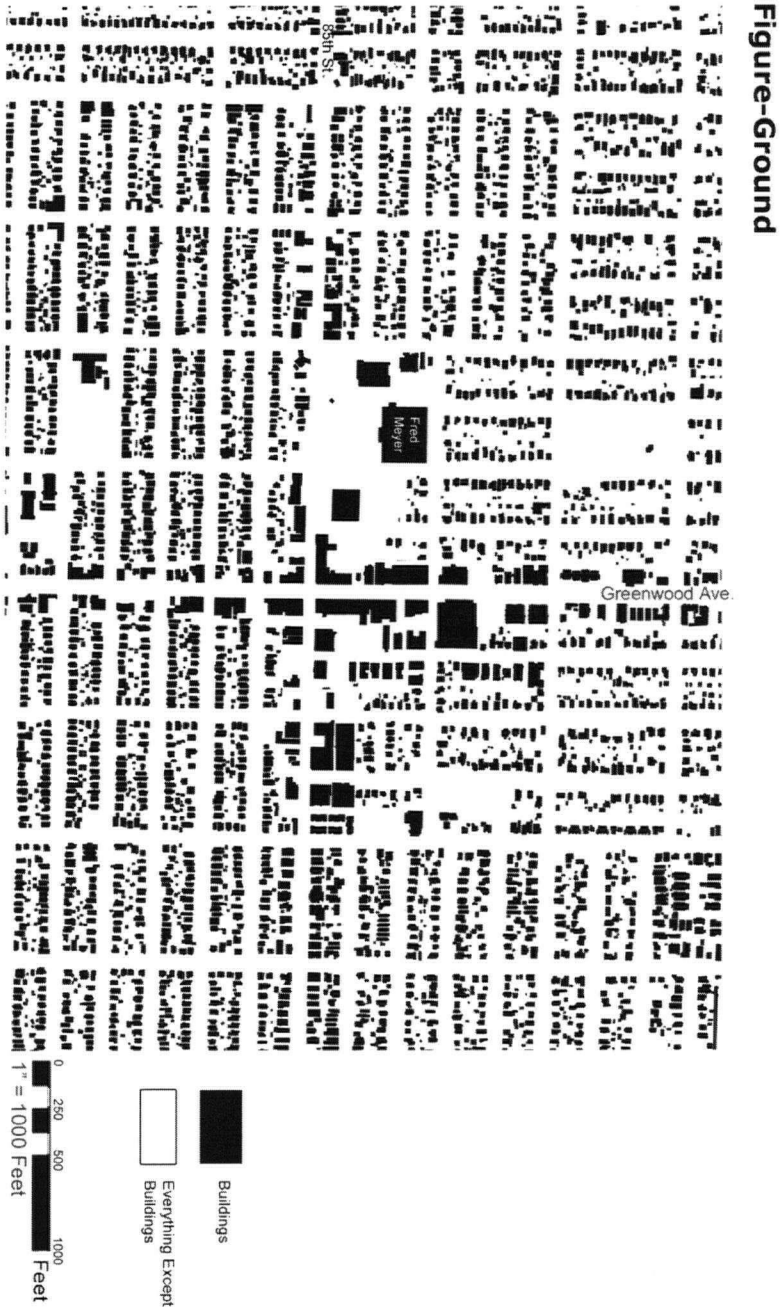 Figure-Ground
85th St.
Fred
Meyer
Greenwood Ave.
Buildings
Everything Except
Buildings
0
250
500
1000
Feet
1" = 1000 Feet